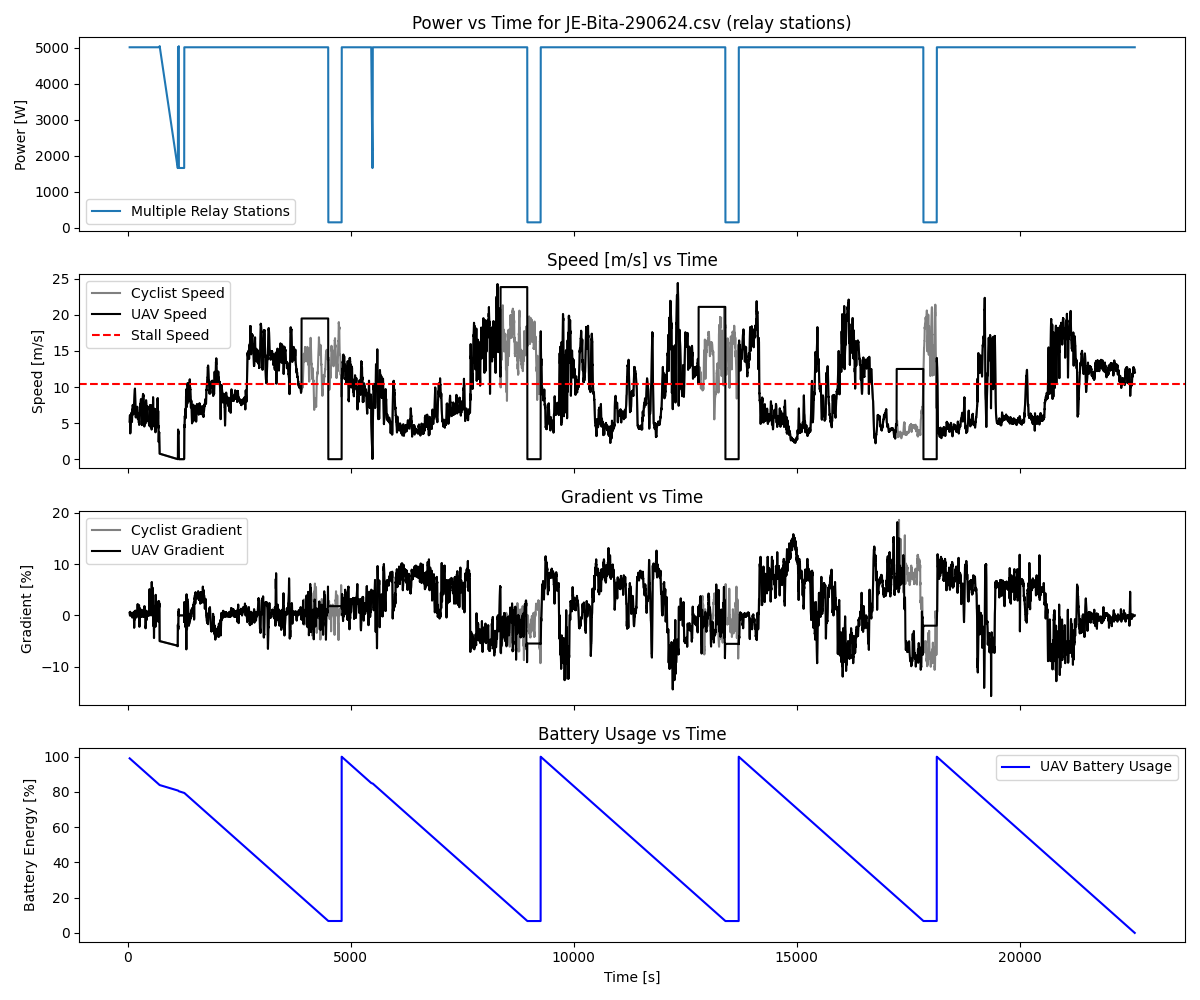 Power vs Time for JE-Bita-290624.csv (relay stations)
Power [W]
5000
4000
3000
2000
1000
0
Multiple Relay Stations
Speed [m/s] vs Time
Speed [m/s]
25
20
15
10
5
0
Cyclist Speed
UAV Speed
Stall Speed
Gradient vs Time
Gradient [%]
20
10
0
−10
Cyclist Gradient
UAV Gradient
Battery Usage vs Time
Battery Energy [%]
100
80
60
40
20
0
UAV Battery Usage
0 5000 10000 15000 20000
Time [s]